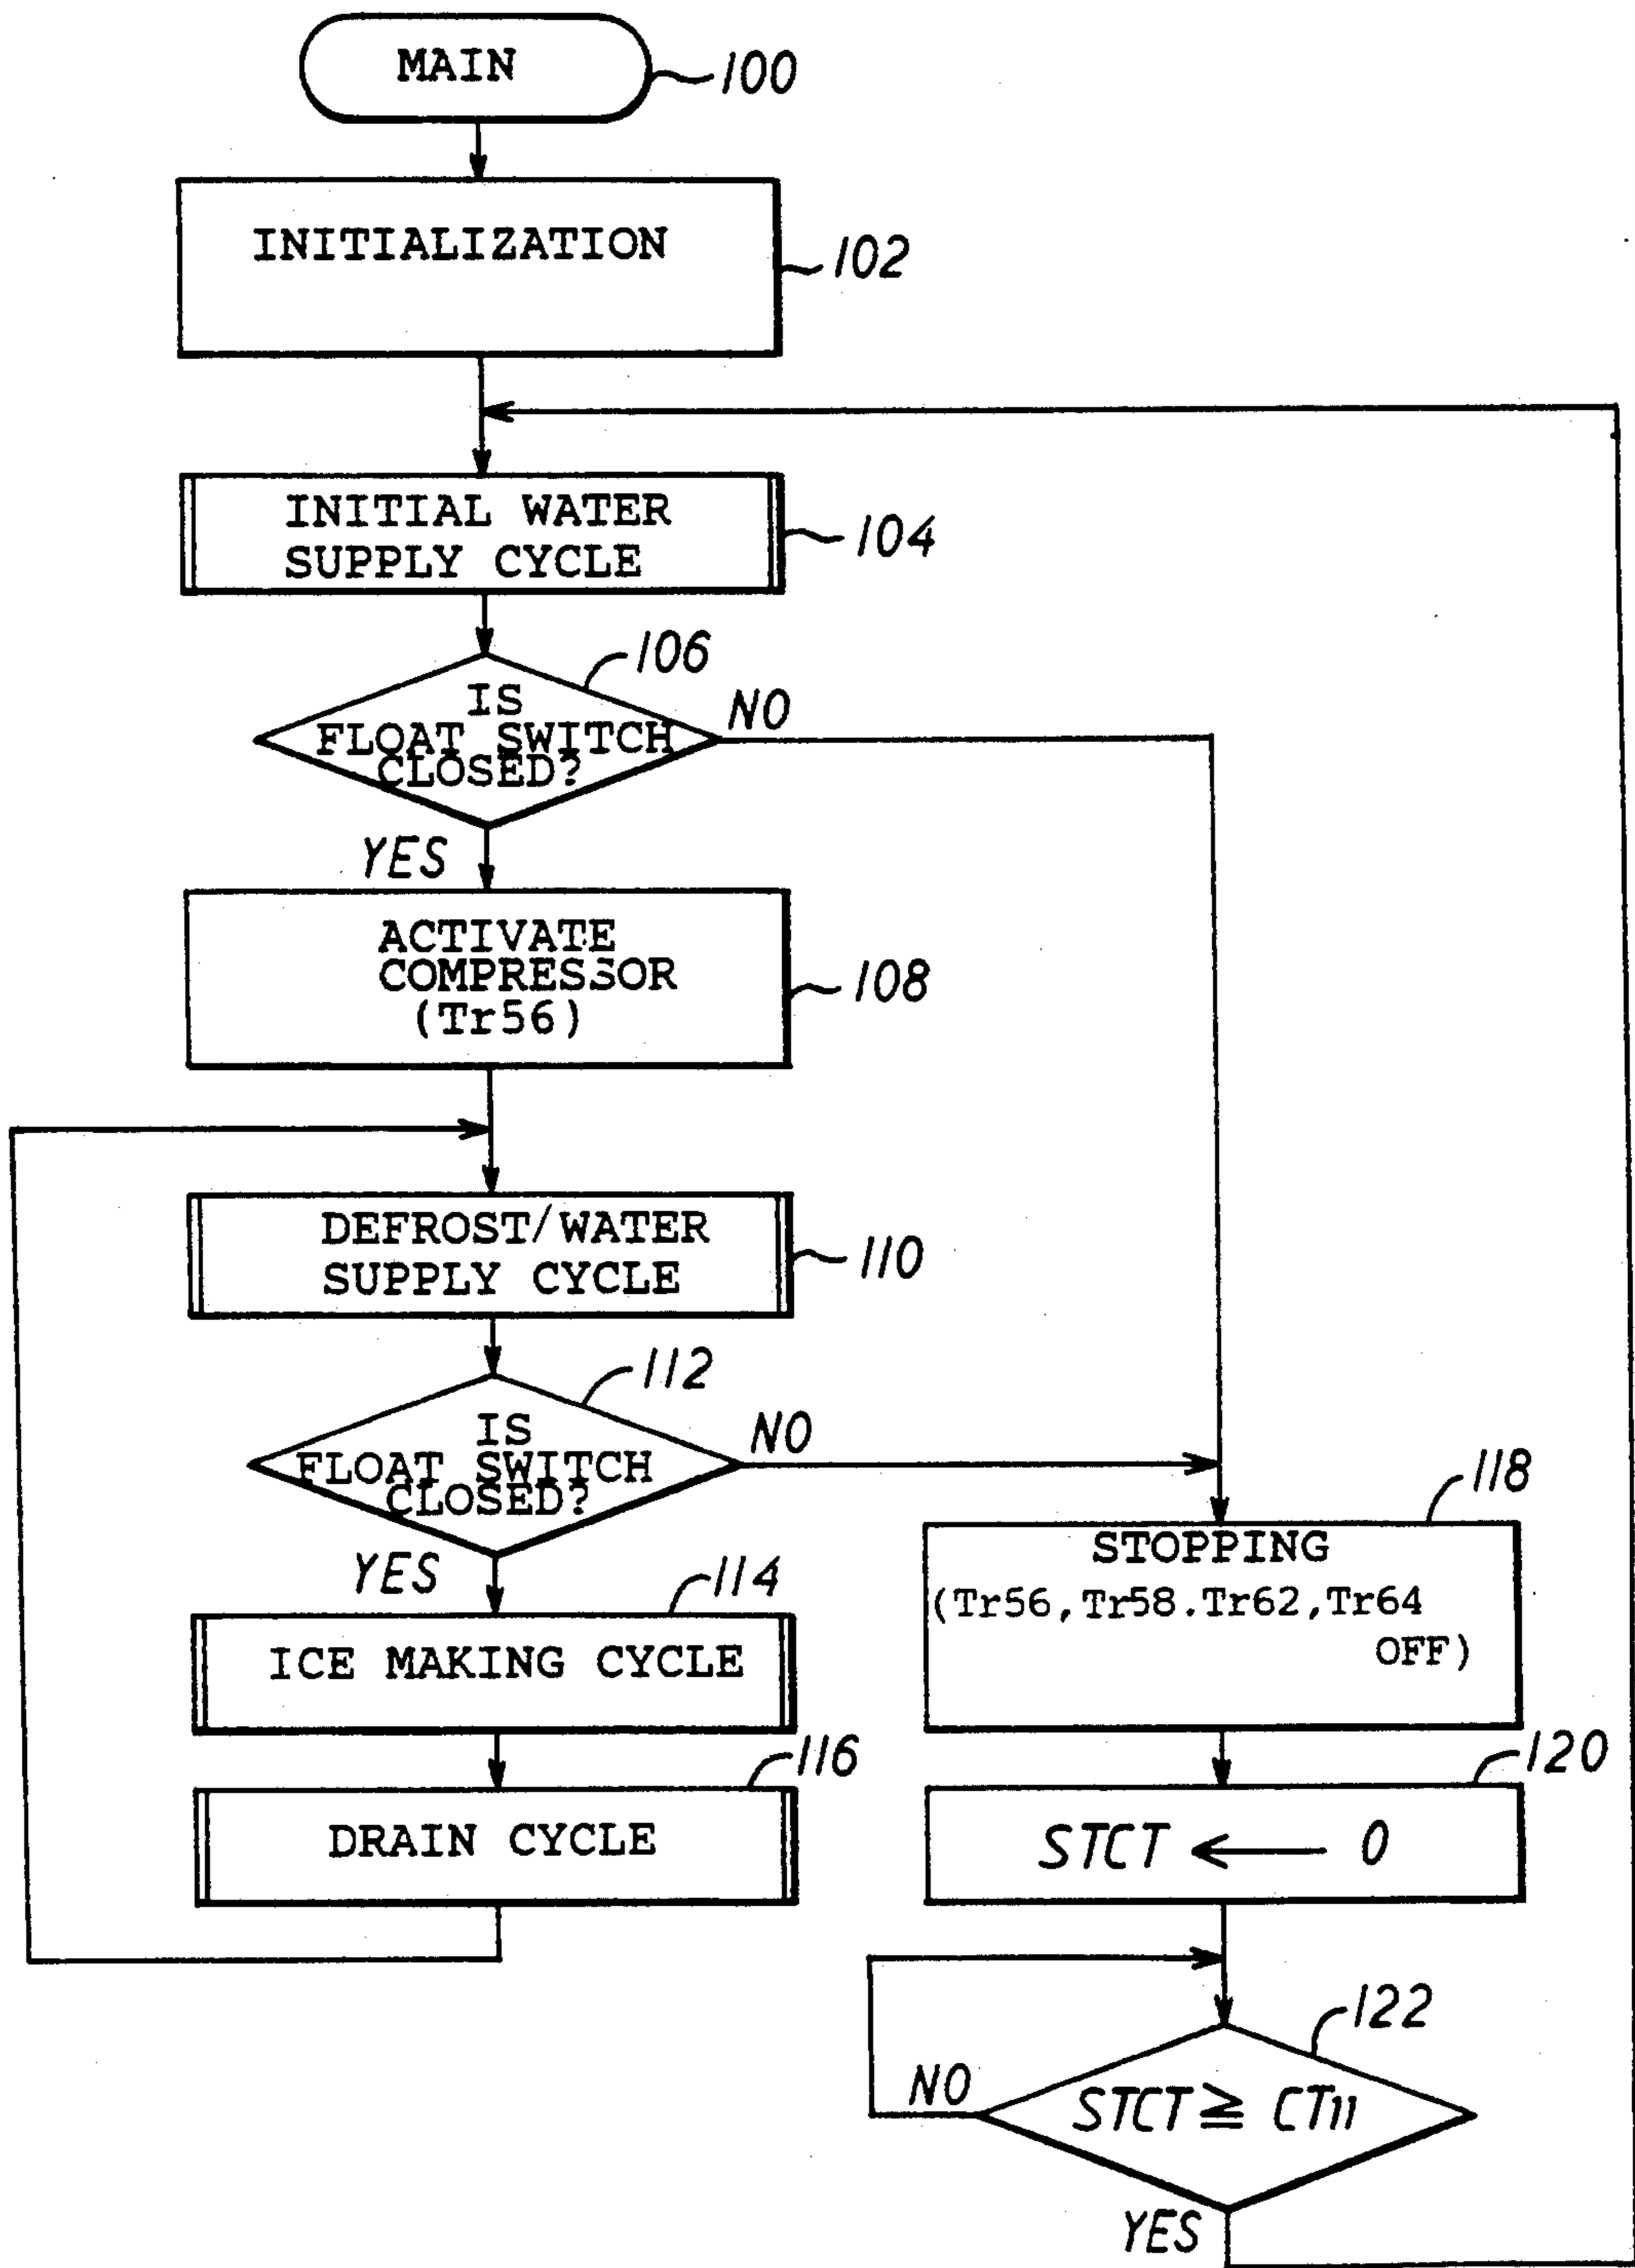 MAIN
100
INITIALIZATION
102
INITIAL WATER
SUPPLY CYCLE
104
106
IS
FLOAT SWITCH
CLOSED?
NO
YES
ACTIVATE
COMPRESSOR
(Tr56)
108
DEFROST/WATER
SUPPLY CYCLE
110
112
IS
FLOAT SWITCH
CLOSED?
NO
YES
114
ICE MAKING CYCLE
116
DRAIN CYCLE
118
STOPPING
(Tr56,Tr58.Tr62,Tr64
OFF)
120
STCT ← 0
122
STCT ≧ CT11
NO
YES